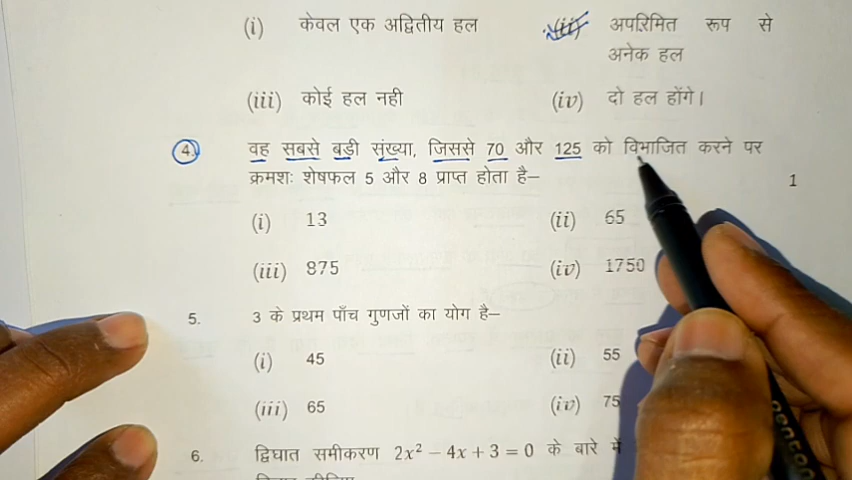 (i) केवल एक अद्वितीय हल (ii) अपरिमित रूप से
अनेक हल
(iii) कोई हल नही (iv) दो हल होंगे।
4. वह सबसे बड़ी संख्या, जिससे 70 और 125 को विभाजित करने पर
क्रमशः शेषफल 5 और 8 प्राप्त होता है– 1
(i) 13 (ii) 65
(iii) 875 (iv) 1750
5. 3 के प्रथम पाँच गुणजों का योग है–
(i) 45 (ii) 55
(iii) 65 (iv) 75
6. द्विघात समीकरण 2x² – 4x + 3 = 0 के बारे में